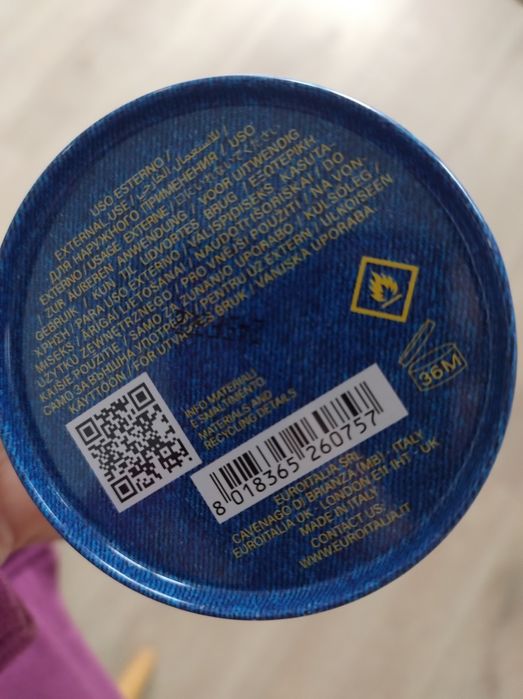 USO ESTERNO /
EXTERNAL USE / للاستعمال الخارجي /
ДЛЯ НАРУЖНОГО ПРИМЕНЕНИЯ / USO
EXTERNO / USAGE EXTERNE /
ZUR ÄUßEREN ANWENDUNG / VOOR UITWENDIG
GEBRUIK / KUN TIL UDVORTES BRUG / ΕΞΩΤΕΡΙΚΗ
ΧΡΗΣΗ / PARA USO EXTERNO / VÄLISPIDISEKS KASUTA-
MISEKS / ĀRĪGAI LIETOŠANAI / NAUDOTI IŠORIŠKAI / DO
UŻYTKU ZEWNĘTRZNEGO / PRO VNĚJŠÍ POUŽITÍ / NA VON-
KAJŠIE POUŽITIE / SAMO ZA ZUNANJO UPORABO / KÜLSŐLEG /
САМО ЗА ВЪНШНА УПОТРЕБА / PENTRU UZ EXTERN / ULKOISEEN
KÄYTTÖÖN / FÖR UTVÄRTES BRUK / VANJSKA UPORABA
36M
INFO MATERIALI
E SMALTIMENTO
MATERIALS AND
RECYCLING DETAILS
8 018365 260757
EUROITALIA SRL
CAVENAGO DI BRIANZA (MB) - ITALY
EUROITALIA UK - LONDON E11 1HT - UK
MADE IN ITALY
CONTACT US:
WWW.EUROITALIA.IT